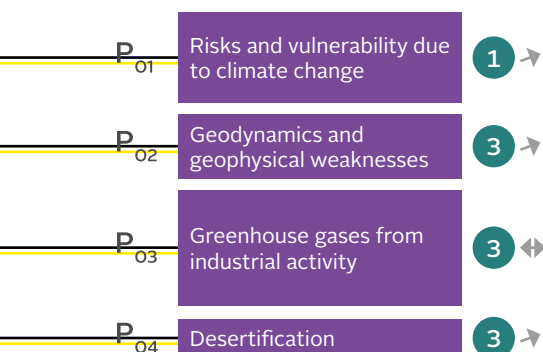 P01 Risks and vulnerability due
to climate change 1
P02 Geodynamics and
geophysical weaknesses 3
P03 Greenhouse gases from
industrial activity 3
P04 Desertification 3